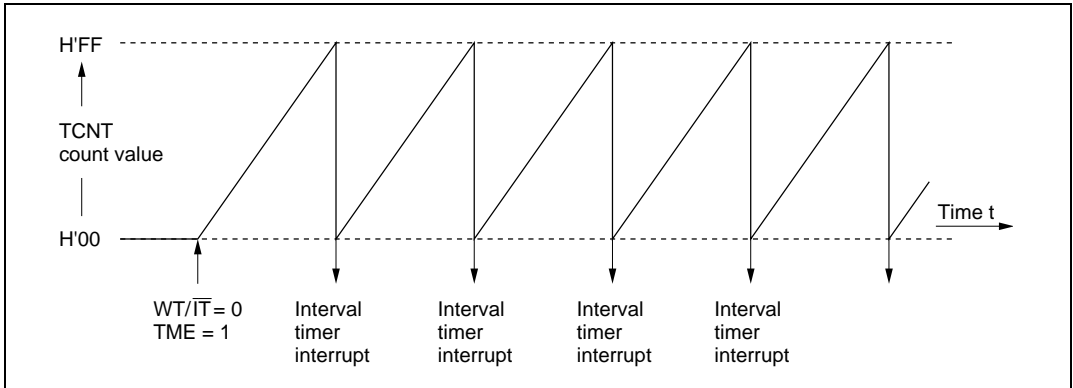 H'FF
TCNT
count value
H'00
Time t
WT/I̅T̅ = 0
TME = 1
Interval
timer
interrupt
Interval
timer
interrupt
Interval
timer
interrupt
Interval
timer
interrupt